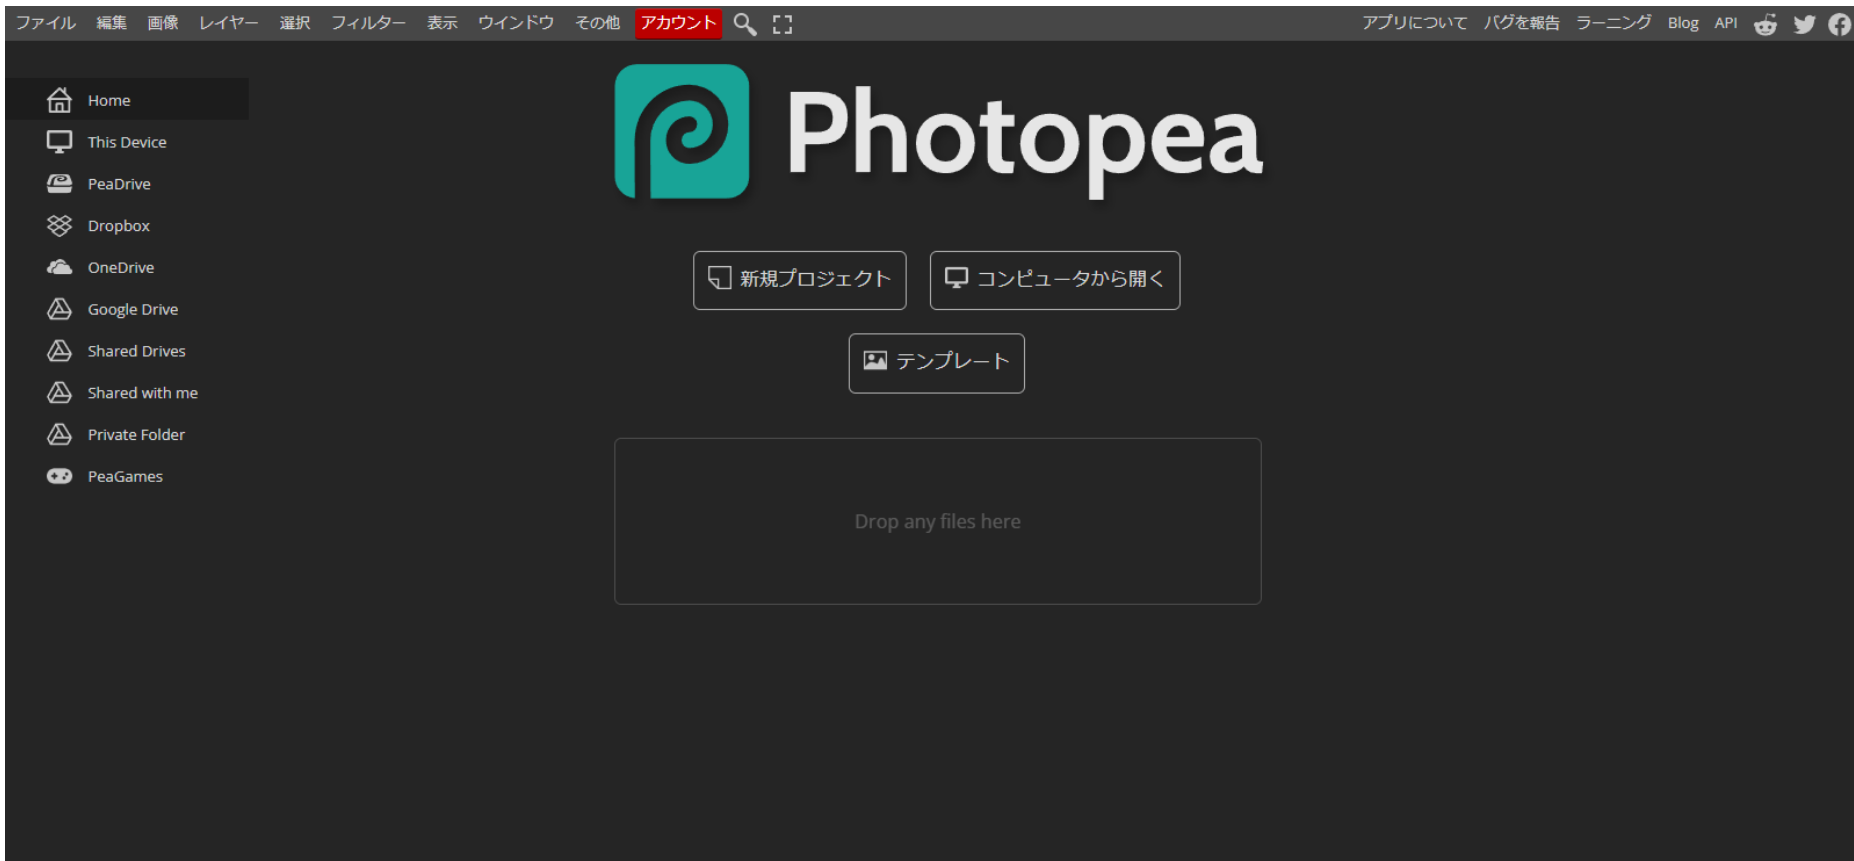 ファイル 編集 画像 レイヤー 選択 フィルター 表示 ウインドウ その他 アカウント アプリについて バグを報告 ラーニング Blog API
Home
This Device
PeaDrive
Dropbox
OneDrive
Google Drive
Shared Drives
Shared with me
Private Folder
PeaGames
Photopea
新規プロジェクト コンピュータから開く
テンプレート
Drop any files here